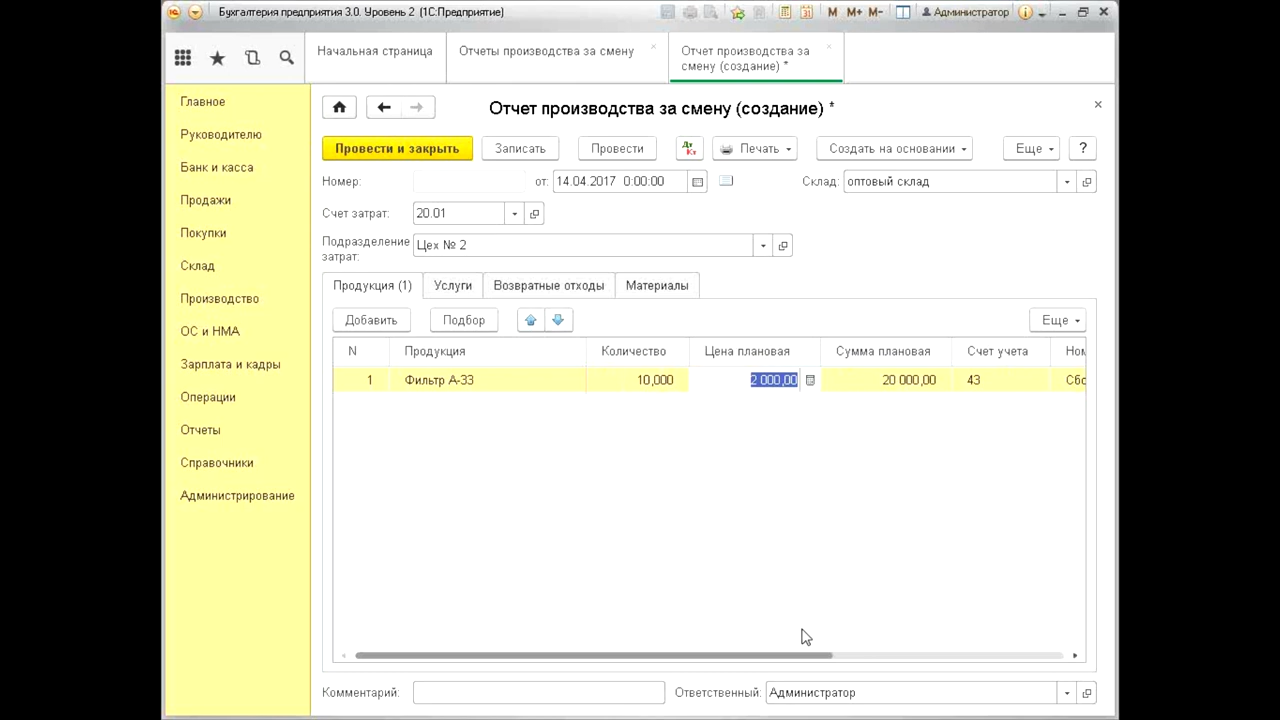 Бухгалтерия предприятия 3.0. Уровень 2 (1С:Предприятие)
M M+ M- Администратор
Начальная страница
Отчеты производства за смену
Отчет производства за
смену (создание) *
Главное
Руководителю
Банк и касса
Продажи
Покупки
Склад
Производство
ОС и НМА
Зарплата и кадры
Операции
Отчеты
Справочники
Администрирование
Отчет производства за смену (создание) *
Провести и закрыть Записать Провести Дт Кт Печать Создать на основании Еще ?
Номер: от: 14.04.2017 0:00:00 Склад: оптовый склад
Счет затрат: 20.01
Подразделение
затрат:
Цех № 2
Продукция (1) Услуги Возвратные отходы Материалы
Добавить Подбор Еще
N Продукция Количество Цена плановая Сумма плановая Счет учета Ном
1 Фильтр А-33 10,000 2 000,00 20 000,00 43 Сбо
Комментарий: Ответственный: Администратор